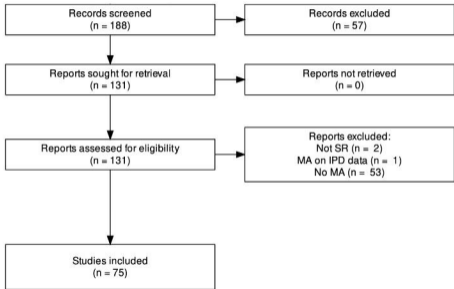 Records screened
(n = 188)
Records excluded
(n = 57)
Reports sought for retrieval
(n = 131)
Reports not retrieved
(n = 0)
Reports assessed for eligibility
(n = 131)
Reports excluded:
Not SR (n = 2)
MA on IPD data (n = 1)
No MA (n = 53)
Studies included
(n = 75)